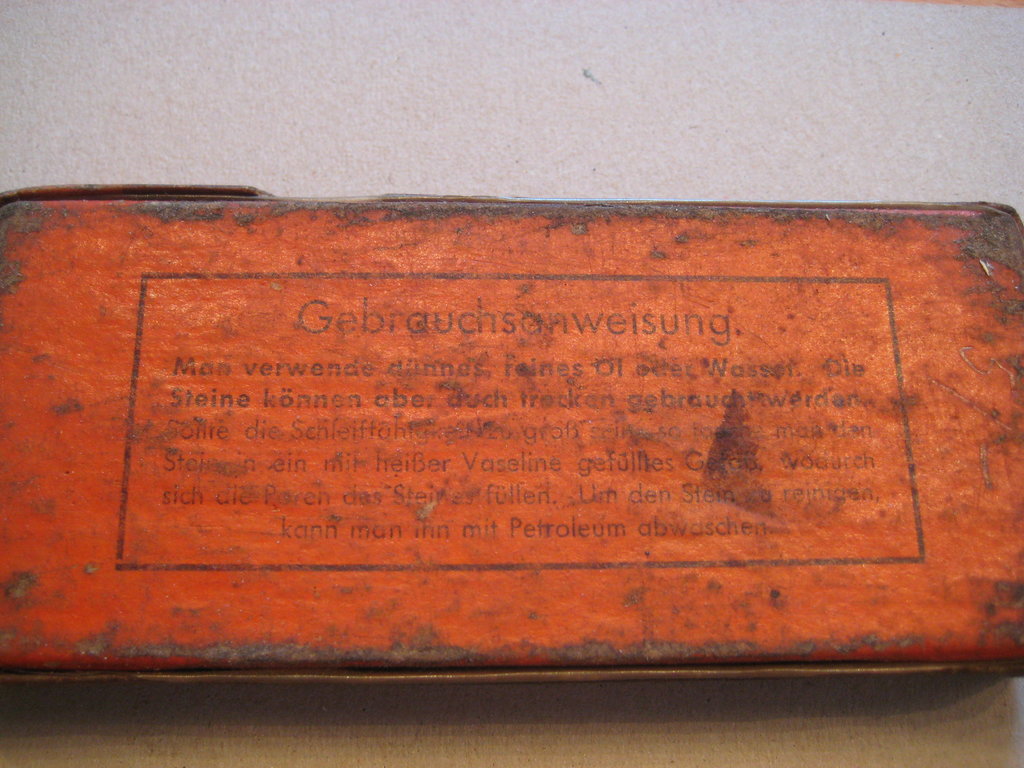 Gebrauchsanweisung.
Man verwende dünnes, feines Öl oder Wasser. Die
Steine können aber auch trocken gebraucht werden.
Sollte die Schleiffähigkeit zu groß sein, so man den
Stein in ein mit heißer Vaseline gefülltes Gefäß, wodurch
sich die Poren des Steines füllen. Um den Stein zu reinigen,
kann man ihn mit Petroleum abwaschen.